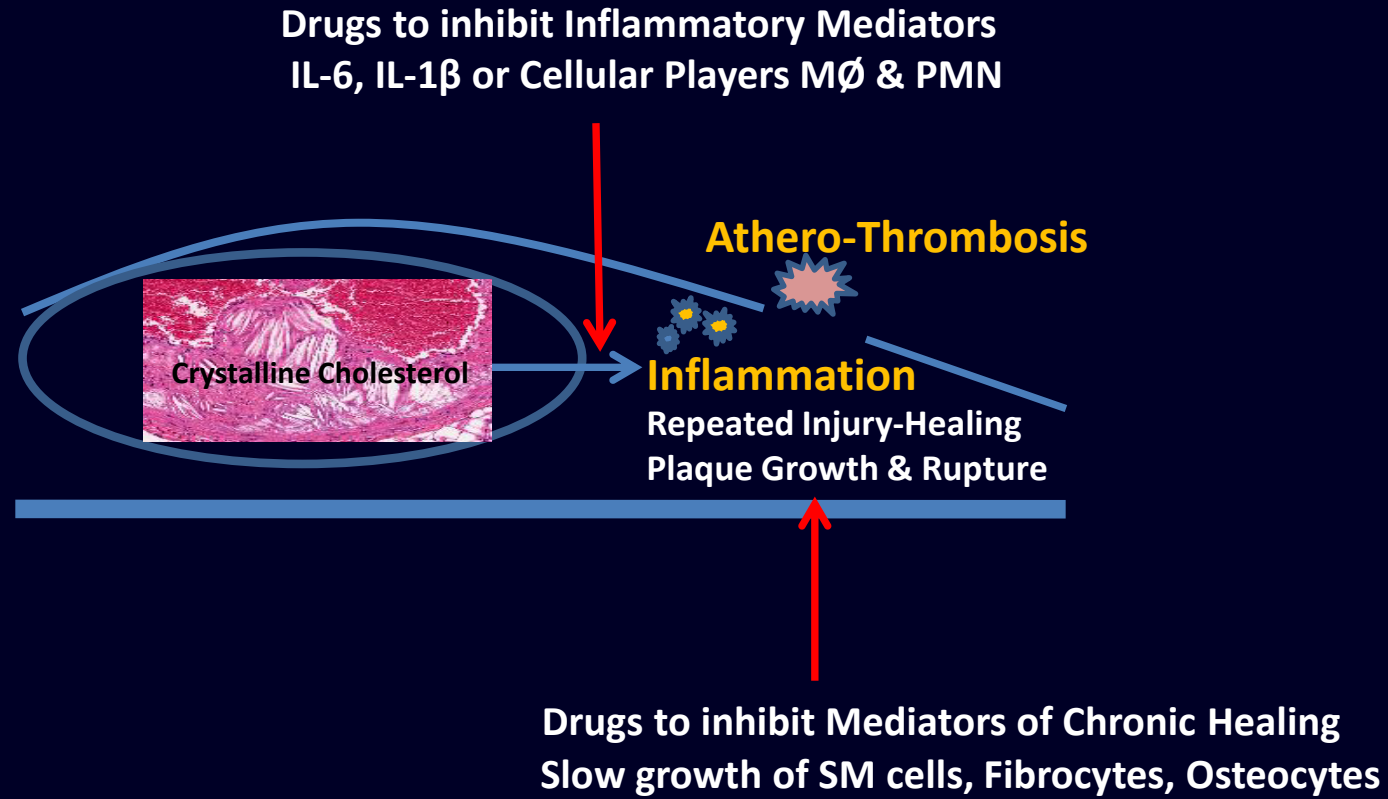 Drugs to inhibit Inflammatory Mediators
IL-6, IL-1β or Cellular Players MØ & PMN
Athero-Thrombosis
Crystalline Cholesterol
Inflammation
Repeated Injury-Healing
Plaque Growth & Rupture
Drugs to inhibit Mediators of Chronic Healing
Slow growth of SM cells, Fibrocytes, Osteocytes